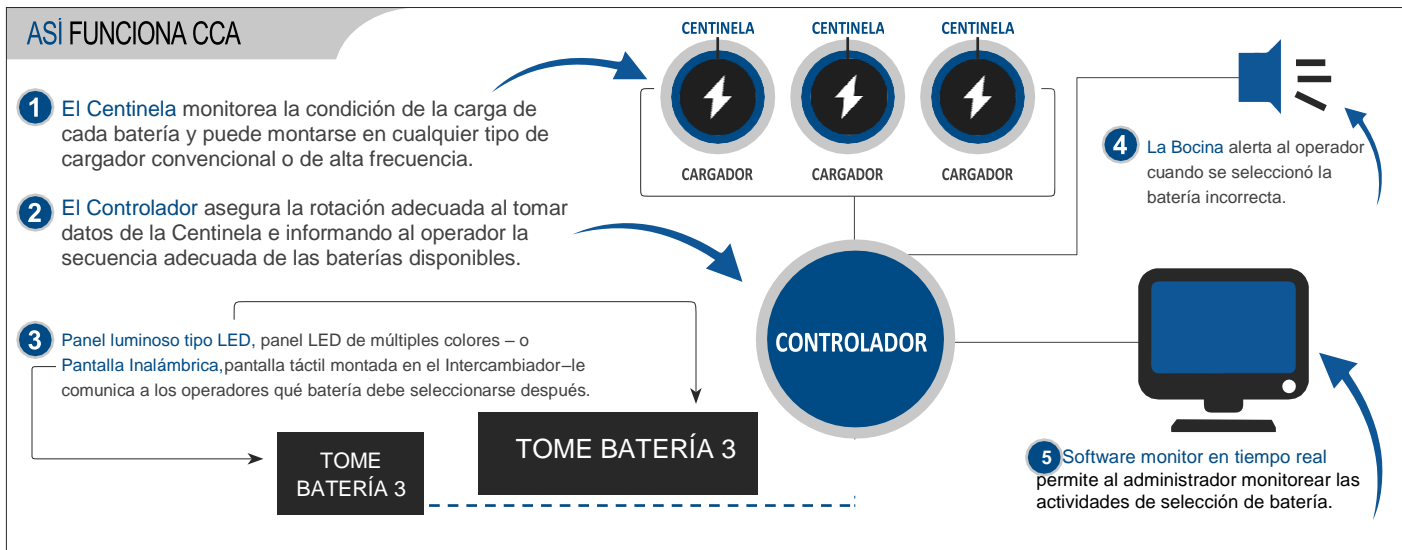 ASÍ FUNCIONA CCA
CENTINELA CENTINELA CENTINELA
CARGADOR CARGADOR CARGADOR
1 El Centinela monitorea la condición de la carga de
cada batería y puede montarse en cualquier tipo de
cargador convencional o de alta frecuencia.
2 El Controlador asegura la rotación adecuada al tomar
datos de la Centinela e informando al operador la
secuencia adecuada de las baterías disponibles.
3 Panel luminoso tipo LED, panel LED de múltiples colores – o
Pantalla Inalámbrica,pantalla táctil montada en el Intercambiador–le
comunica a los operadores qué batería debe seleccionarse después.
TOME
BATERÍA 3
TOME BATERÍA 3
CONTROLADOR
4 La Bocina alerta al operador
cuando se seleccionó la
batería incorrecta.
5 Software monitor en tiempo real
permite al administrador monitorear las
actividades de selección de batería.